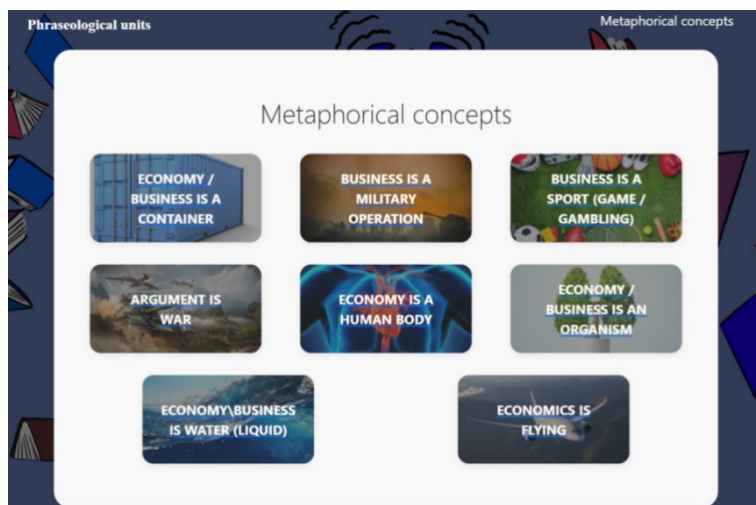 Phraseological units
Metaphorical concepts
Metaphorical concepts
ECONOMY /
BUSINESS IS A
CONTAINER
BUSINESS IS A
MILITARY
OPERATION
BUSINESS IS A
SPORT (GAME /
GAMBLING)
ARGUMENT IS
WAR
ECONOMY IS A
HUMAN BODY
ECONOMY /
BUSINESS IS AN
ORGANISM
ECONOMY\BUSINESS
IS WATER (LIQUID)
ECONOMICS IS
FLYING